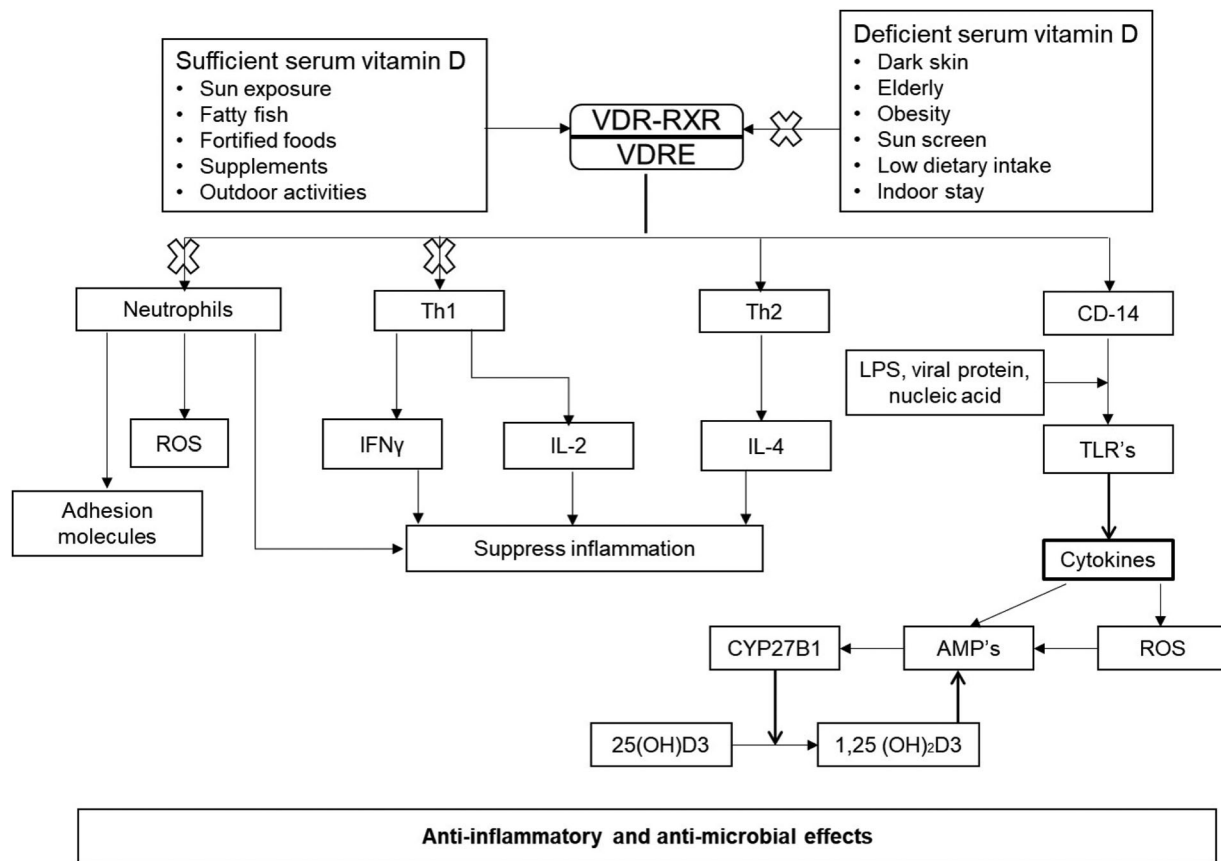 Sufficient serum vitamin D
• Sun exposure
• Fatty fish
• Fortified foods
• Supplements
• Outdoor activities
VDR-RXR
VDRE
Deficient serum vitamin D
• Dark skin
• Elderly
• Obesity
• Sun screen
• Low dietary intake
• Indoor stay
Neutrophils
Th1
Th2
CD-14
LPS, viral protein,
nucleic acid
ROS
IFNγ
IL-2
IL-4
TLR's
Adhesion
molecules
Suppress inflammation
Cytokines
CYP27B1
AMP's
ROS
25(OH)D3
1,25 (OH)₂D3
Anti-inflammatory and anti-microbial effects